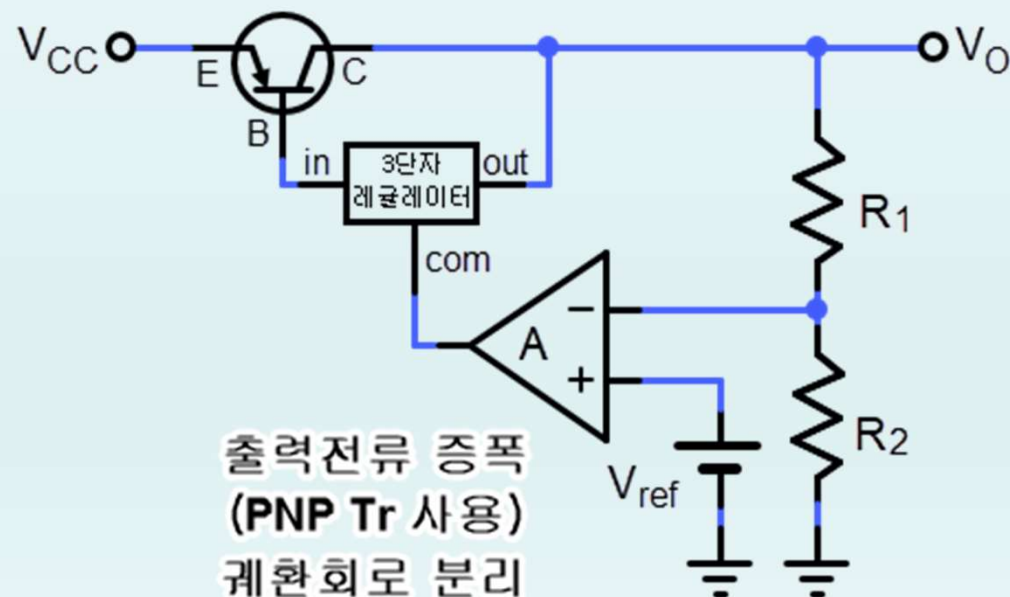 VCC
E
C
B
VO
in
3단자
레귤레이터
out
com
R1
−
A
+
R2
Vref
출력전류 증폭
(PNP Tr 사용)
궤환회로 분리